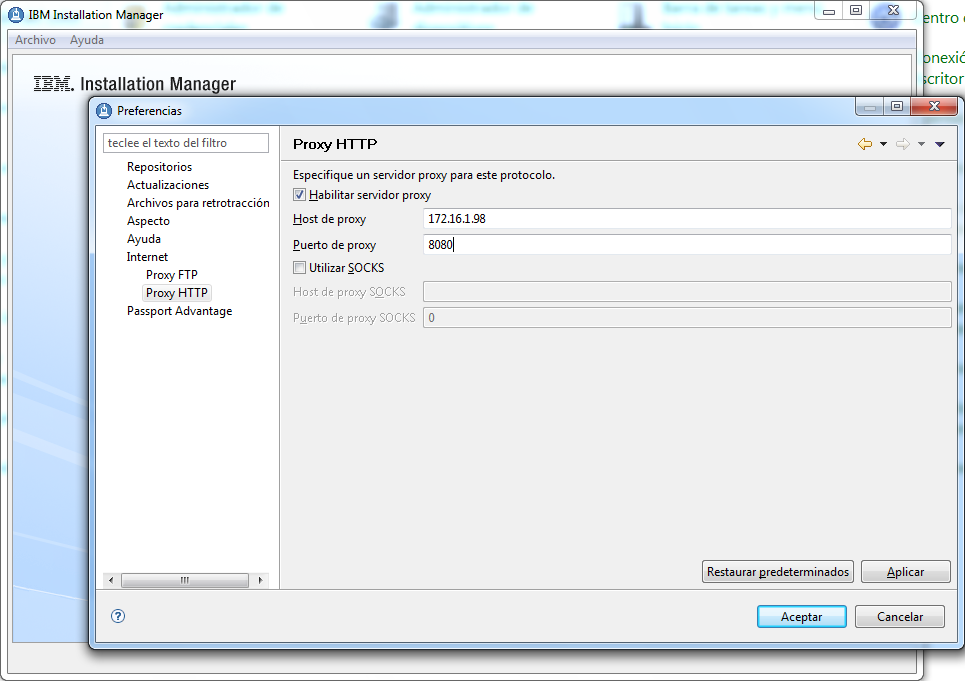 IBM Installation Manager
entro
Archivo Ayuda
onexió
scritor
IBM. Installation Manager
Preferencias
teclee el texto del filtro
Repositorios
Actualizaciones
Archivos para retrotracción
Aspecto
Ayuda
Internet
Proxy FTP
Proxy HTTP
Passport Advantage
Proxy HTTP
Especifique un servidor proxy para este protocolo.
Habilitar servidor proxy
Host de proxy 172.16.1.98
Puerto de proxy 8080
Utilizar SOCKS
Host de proxy SOCKS
Puerto de proxy SOCKS 0
Restaurar predeterminados Aplicar
Aceptar Cancelar